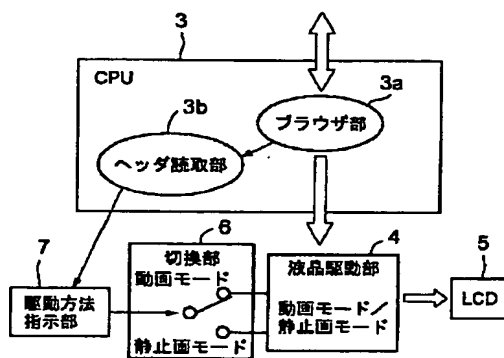 3
CPU
3a
ブラウザ部
3b
ヘッダ読取部
7
駆動方法
指示部
6
切換部
動画モード
静止画モード
4
液晶駆動部
動画モード／
静止画モード
5
LCD